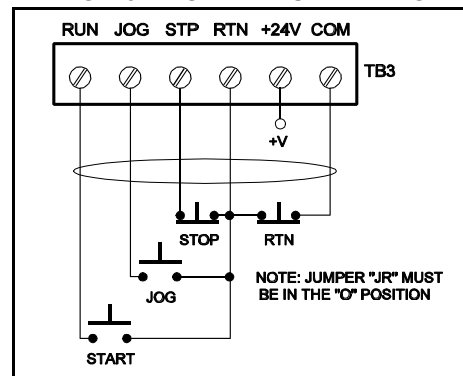 RUN JOG STP RTN +24V COM
TB3
+V
STOP RTN
JOG
NOTE: JUMPER "JR" MUST
BE IN THE "O" POSITION
START